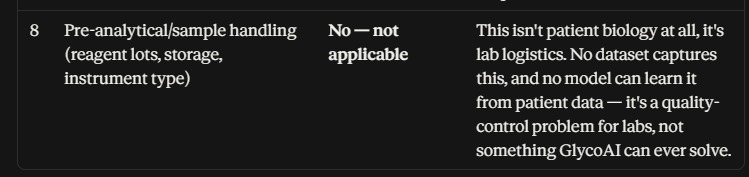 8 Pre-analytical/sample handling No — not This isn't patient biology at all, it's
(reagent lots, storage, applicable lab logistics. No dataset captures
instrument type) this, and no model can learn it
from patient data — it's a quality-
control problem for labs, not
something GlycoAI can ever solve.